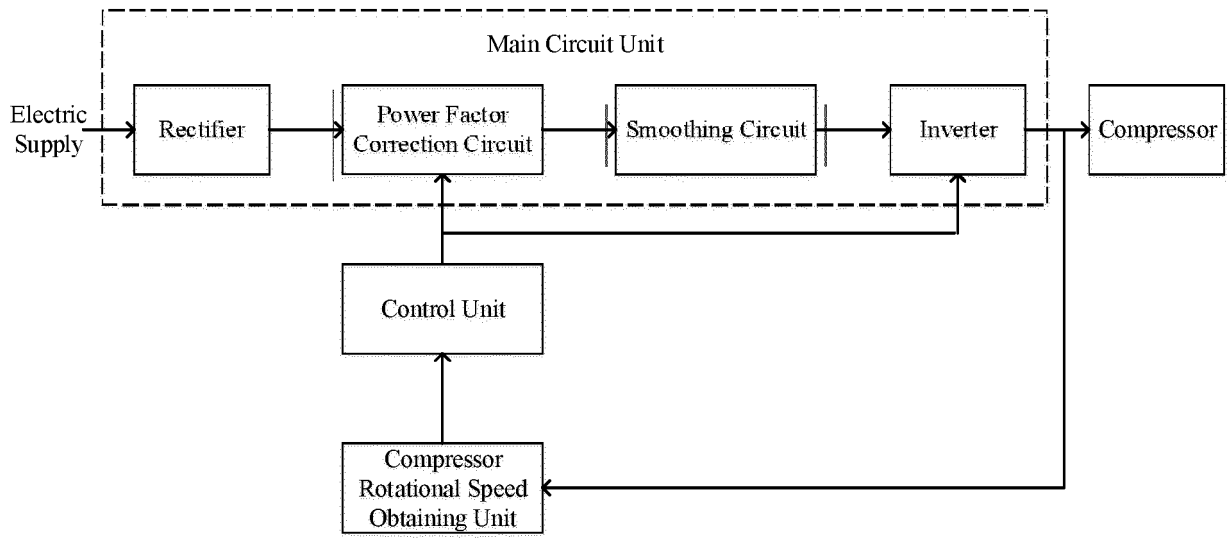 Main Circuit Unit
Electric
Supply
Rectifier
Power Factor
Correction Circuit
Smoothing Circuit
Inverter
Compressor
Control Unit
Compressor
Rotational Speed
Obtaining Unit